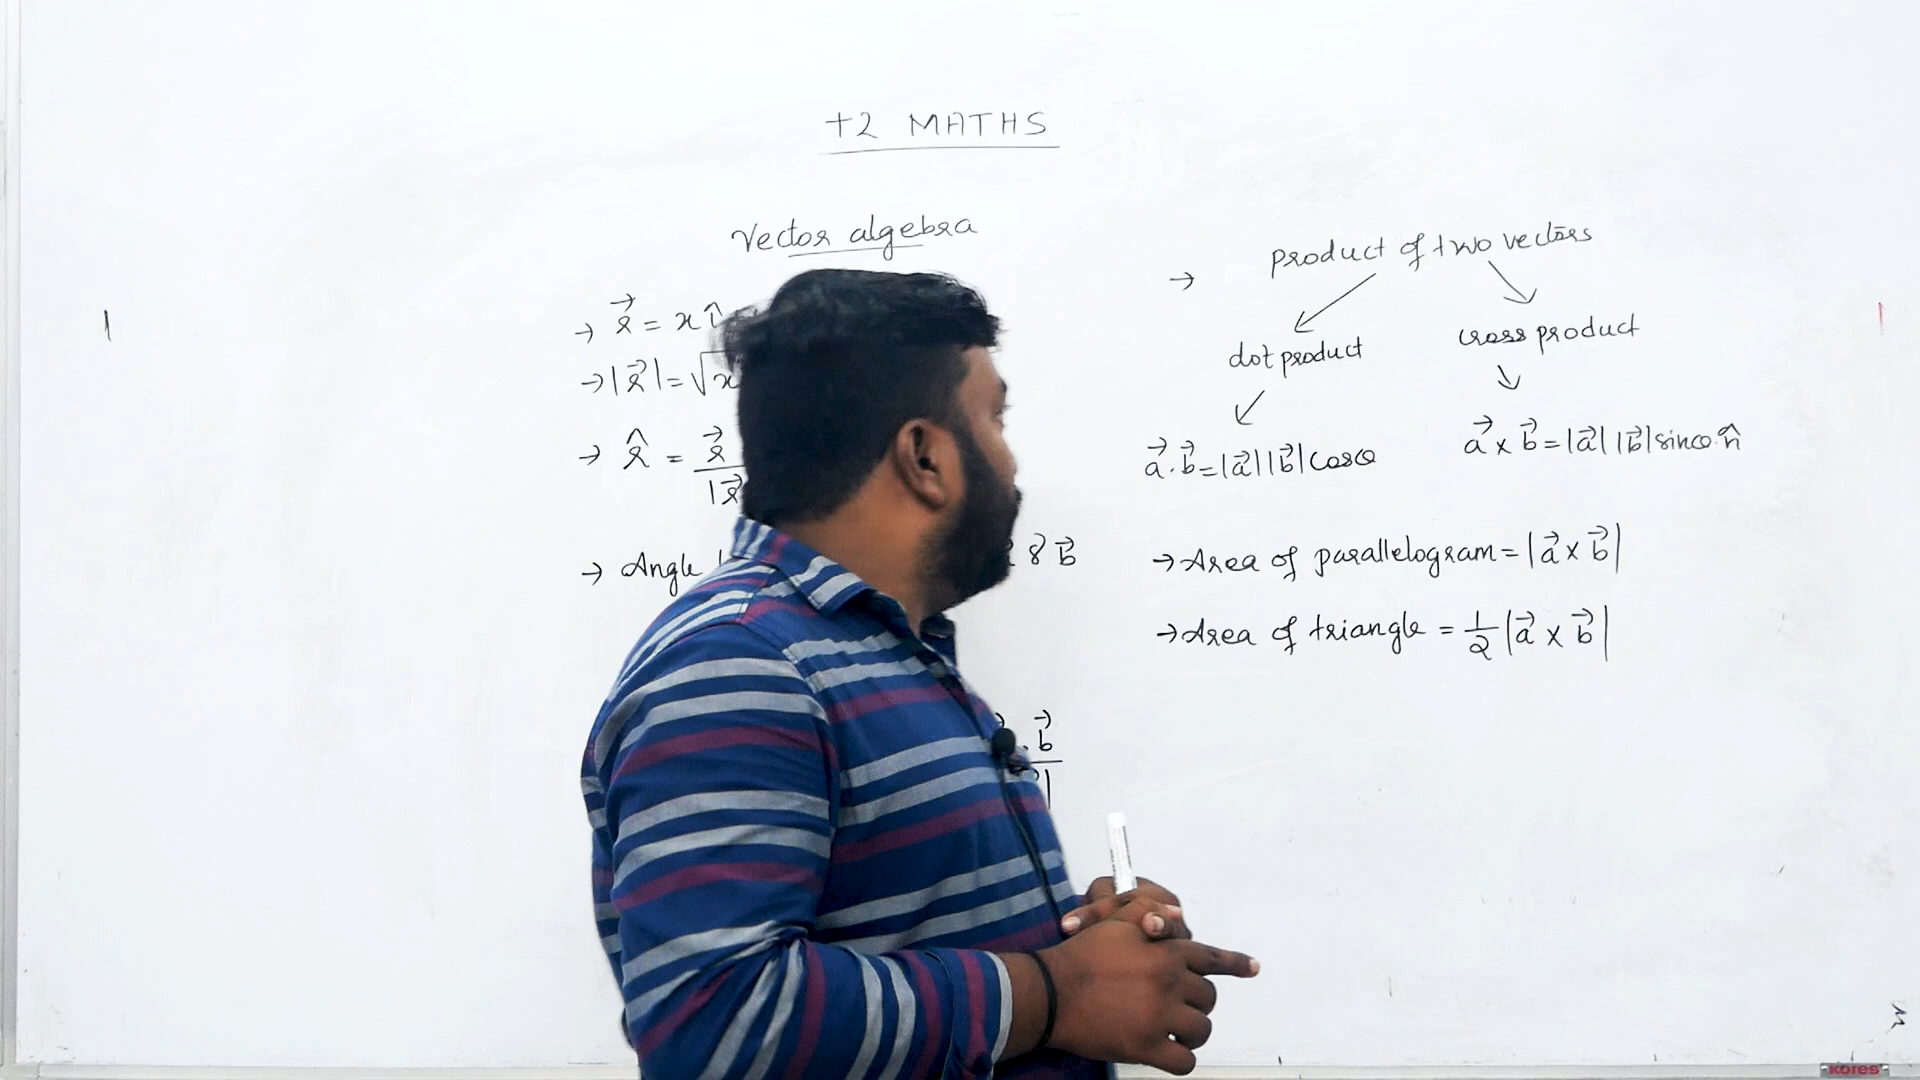 +2 MATHS
Vector algebra
→ r⃗ = xî
→ |r⃗| = √x
→ r̂ = r⃗ / |r⃗
→ Angle
& b⃗
. b⃗
→ product of two vectors
dot product
cross product
a⃗ . b⃗ = |a⃗| |b⃗| cosθ
a⃗ × b⃗ = |a⃗| |b⃗| sinθ . n̂
→ Area of parallelogram = |a⃗ × b⃗|
→ Area of triangle = 1/2 |a⃗ × b⃗|
kores